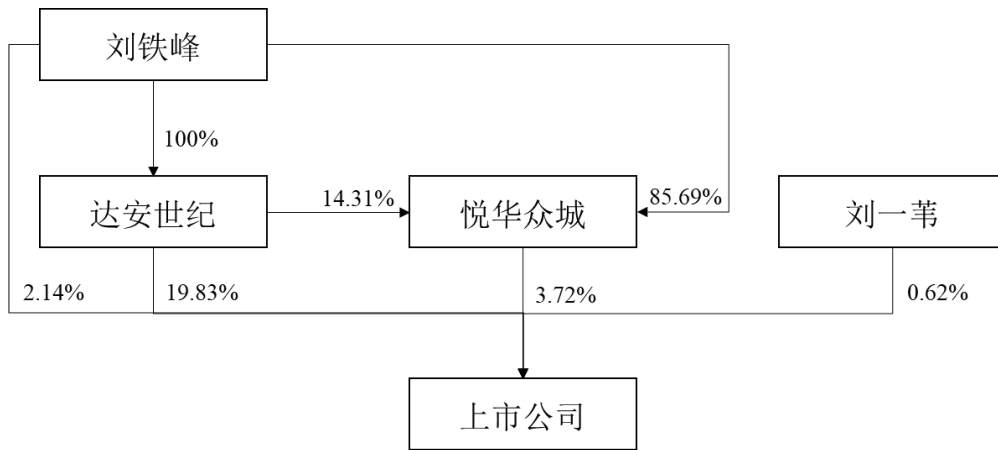 刘铁峰
100%
达安世纪
14.31%
悦华众城
85.69%
刘一苇
2.14%
19.83%
3.72%
0.62%
上市公司